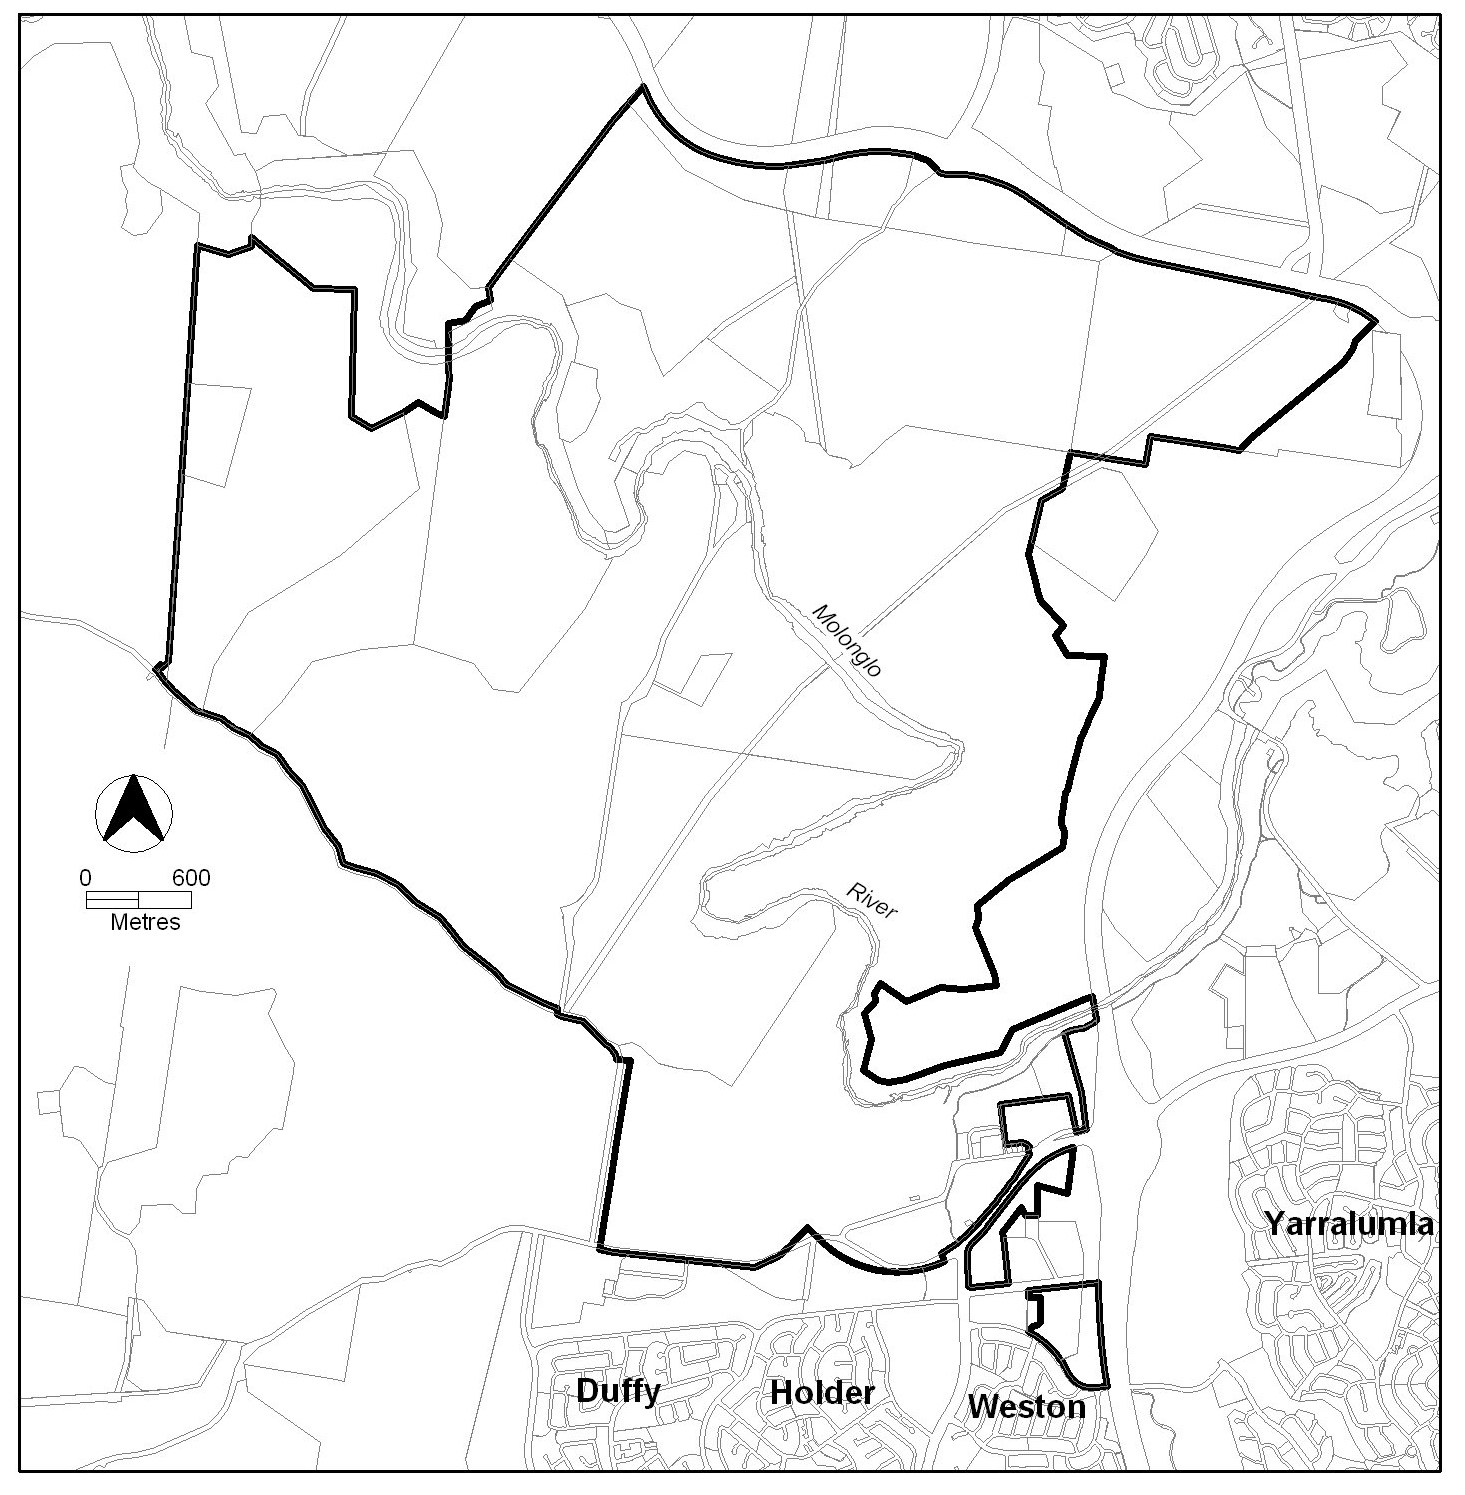 Molonglo
0 600
Metres
River
Yarralumla
Duffy
Holder
Weston